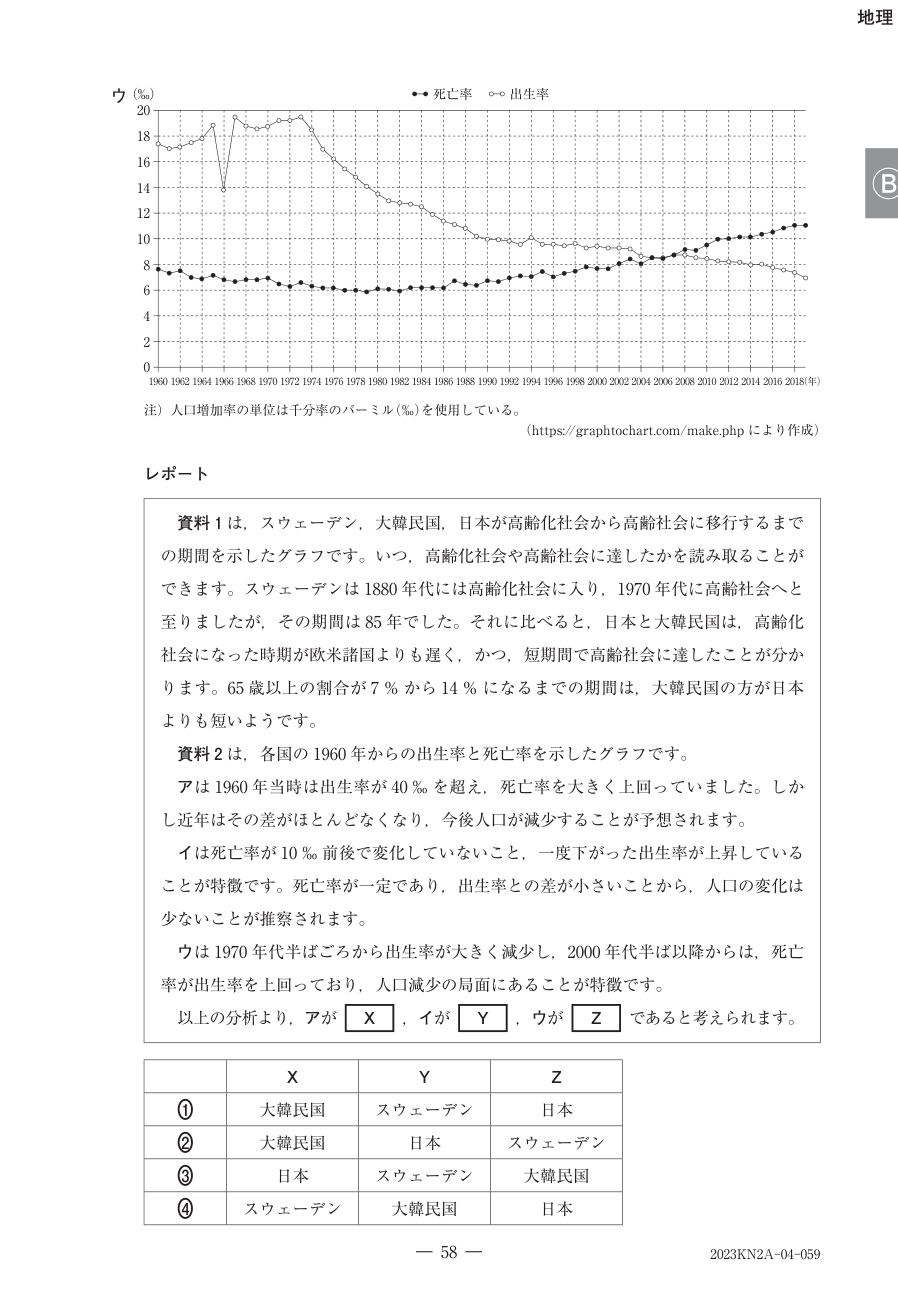 地理
ウ（‰） 死亡率 出生率
20
18
16
14
12
10
8
6
4
2
0
1960 1962 1964 1966 1968 1970 1972 1974 1976 1978 1980 1982 1984 1986 1988 1990 1992 1994 1996 1998 2000 2002 2004 2006 2008 2010 2012 2014 2016 2018(年)
B
注）人口増加率の単位は千分率のパーミル（‰）を使用している。
（https://graphtochart.com/make.php により作成）
レポート
資料1は，スウェーデン，大韓民国，日本が高齢化社会から高齢社会に移行するまで
の期間を示したグラフです。いつ，高齢化社会や高齢社会に達したかを読み取ることが
できます。スウェーデンは1880年代には高齢化社会に入り，1970年代に高齢社会へと
至りましたが，その期間は85年でした。それに比べると，日本と大韓民国は，高齢化
社会になった時期が欧米諸国よりも遅く，かつ，短期間で高齢社会に達したことが分か
ります。65歳以上の割合が7％から14％になるまでの期間は，大韓民国の方が日本
よりも短いようです。
資料2は，各国の1960年からの出生率と死亡率を示したグラフです。
アは1960年当時は出生率が40‰を超え，死亡率を大きく上回っていました。しか
し近年はその差がほとんどなくなり，今後人口が減少することが予想されます。
イは死亡率が10‰前後で変化していないこと，一度下がった出生率が上昇している
ことが特徴です。死亡率が一定であり，出生率との差が小さいことから，人口の変化は
少ないことが推察されます。
ウは1970年代半ばごろから出生率が大きく減少し，2000年代半ば以降からは，死亡
率が出生率を上回っており，人口減少の局面にあることが特徴です。
以上の分析より，アが X ，イが Y ，ウが Z であると考えられます。
X Y Z
① 大韓民国 スウェーデン 日本
② 大韓民国 日本 スウェーデン
③ 日本 スウェーデン 大韓民国
④ スウェーデン 大韓民国 日本
— 58 —
2023KN2A-04-059